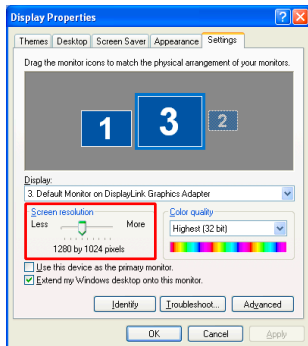 Display Properties
Themes Desktop Screen Saver Appearance Settings
Drag the monitor icons to match the physical arrangement of your monitors.
1 3 2
Display:
3. Default Monitor on DisplayLink Graphics Adapter
Screen resolution
Less More
1280 by 1024 pixels
Color quality
Highest (32 bit)
Use this device as the primary monitor.
Extend my Windows desktop onto this monitor.
Identify Troubleshoot... Advanced
OK Cancel Apply